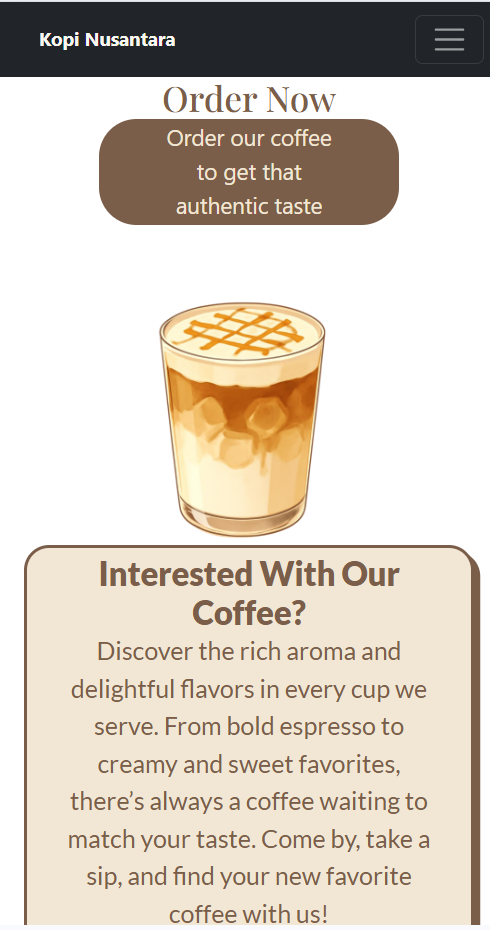 Kopi Nusantara
Order Now
Order our coffee
to get that
authentic taste
Interested With Our
Coffee?
Discover the rich aroma and
delightful flavors in every cup we
serve. From bold espresso to
creamy and sweet favorites,
there’s always a coffee waiting to
match your taste. Come by, take a
sip, and find your new favorite
coffee with us!